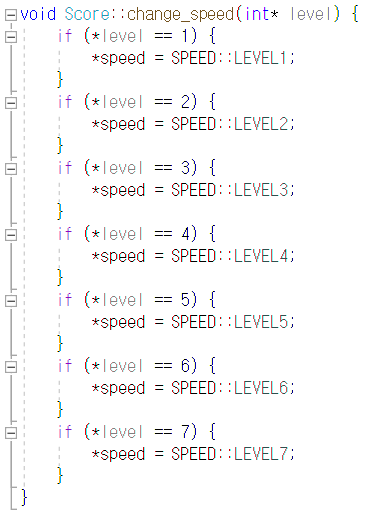 void Score::change_speed(int* level) {
    if (*level == 1) {
        *speed = SPEED::LEVEL1;
    }
    if (*level == 2) {
        *speed = SPEED::LEVEL2;
    }
    if (*level == 3) {
        *speed = SPEED::LEVEL3;
    }
    if (*level == 4) {
        *speed = SPEED::LEVEL4;
    }
    if (*level == 5) {
        *speed = SPEED::LEVEL5;
    }
    if (*level == 6) {
        *speed = SPEED::LEVEL6;
    }
    if (*level == 7) {
        *speed = SPEED::LEVEL7;
    }
}